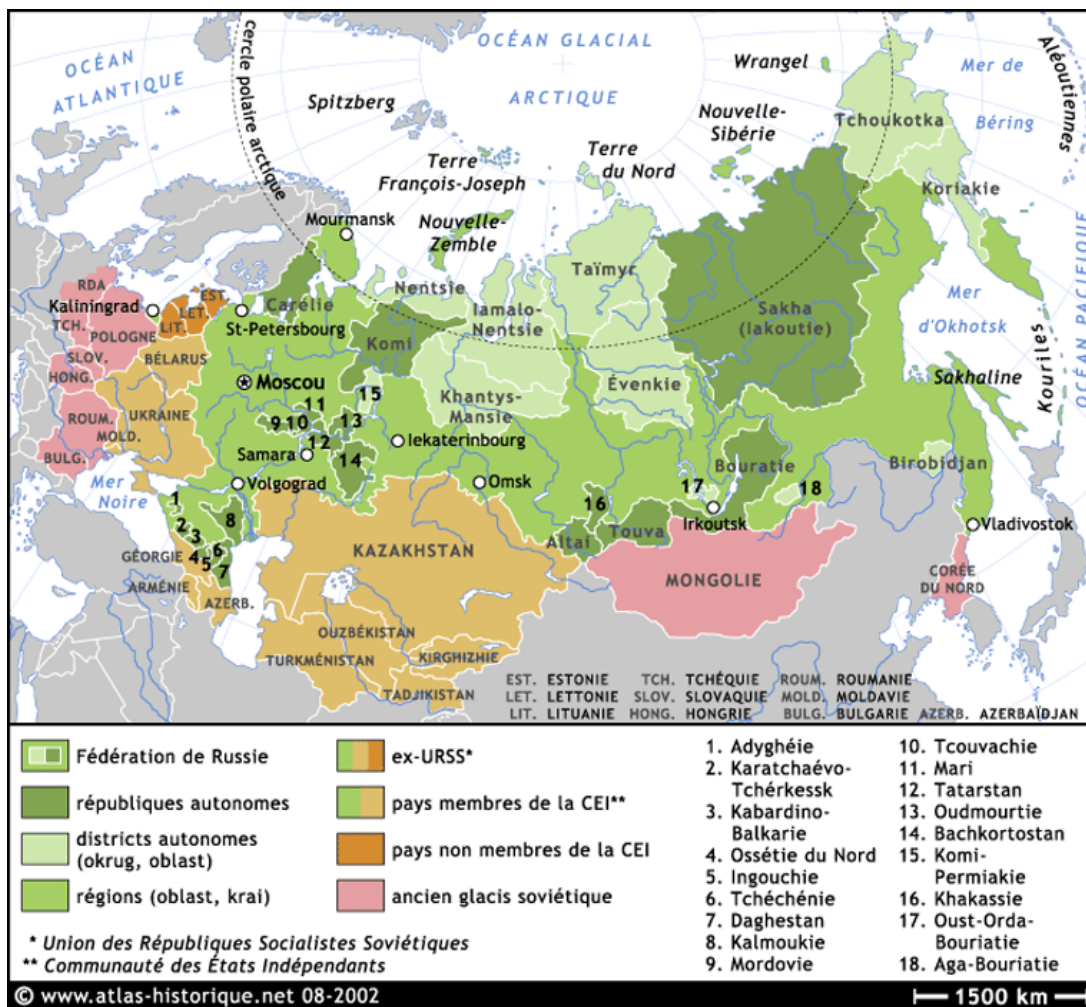 OCÉAN GLACIAL
ARCTIQUE
OCÉAN
ATLANTIQUE
cercle polaire arctique
Spitzberg
Wrangel
Mer de
Béring
Aléoutiennes
Nouvelle-
Sibérie
Tchoukotka
Terre
François-Joseph
Terre
du Nord
Koriakie
Mourmansk
Nouvelle-
Zemble
Taïmyr
OCÉAN PACIFIQUE
RDA
Kaliningrad
EST.
LET.
LIT.
Carélie
St-Petersbourg
Nentsie
Iamalo-
Nentsie
Sakha
(Iakoutie)
Mer
d'Okhotsk
TCH.
POLOGNE
SLOV.
HONG.
BÉLARUS
Komi
Kouriles
Moscou
15
Khantys-
Mansie
Évenkie
Sakhaline
ROUM.
UKRAINE
MOLD.
BULG.
11
9 10
13
12
14
Iekaterinbourg
Samara
Bouratie
Birobidjan
Mer
Noire
Volgograd
Omsk
17
18
16
Irkoutsk
Vladivostok
1
2
3
8
Altai
Touva
KAZAKHSTAN
GÉORGIE
4
5
6
7
MONGOLIE
CORÉE
DU NORD
ARMÉNIE
AZERB.
OUZBÉKISTAN
TURKMÉNISTAN
KIRGHIZHIE
TADJIKISTAN
EST. ESTONIE TCH. TCHÉQUIE ROUM. ROUMANIE
LET. LETTONIE SLOV. SLOVAQUIE MOLD. MOLDAVIE
LIT. LITUANIE HONG. HONGRIE BULG. BULGARIE AZERB. AZERBAÏDJAN
Fédération de Russie
républiques autonomes
districts autonomes
(okrug, oblast)
régions (oblast, krai)
ex-URSS*
pays membres de la CEI**
pays non membres de la CEI
ancien glacis soviétique
* Union des Républiques Socialistes Soviétiques
** Communauté des États Indépendants
1. Adyghéie
2. Karatchaévo-
Tchérkessk
3. Kabardino-
Balkarie
4. Ossétie du Nord
5. Ingouchie
6. Tchéchénie
7. Daghestan
8. Kalmoukie
9. Mordovie
10. Tcouvachie
11. Mari
12. Tatarstan
13. Oudmourtie
14. Bachkortostan
15. Komi-
Permiakie
16. Khakassie
17. Oust-Orda-
Bouriatie
18. Aga-Bouriatie
© www.atlas-historique.net 08-2002
1500 km